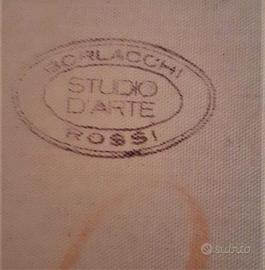 BORLACCHI
STUDIO
D'ARTE
ROSSI
subito